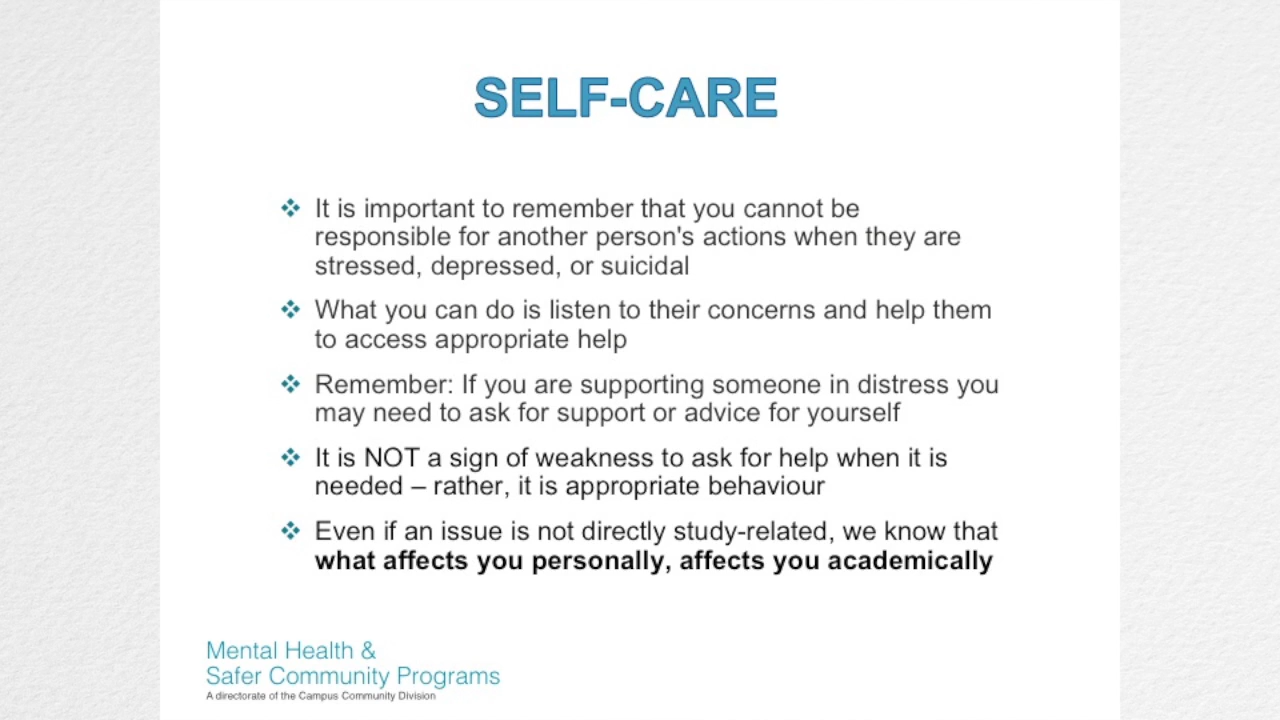 SELF-CARE
It is important to remember that you cannot be
responsible for another person's actions when they are
stressed, depressed, or suicidal
What you can do is listen to their concerns and help them
to access appropriate help
Remember: If you are supporting someone in distress you
may need to ask for support or advice for yourself
It is NOT a sign of weakness to ask for help when it is
needed – rather, it is appropriate behaviour
Even if an issue is not directly study-related, we know that
what affects you personally, affects you academically
Mental Health &
Safer Community Programs
A directorate of the Campus Community Division